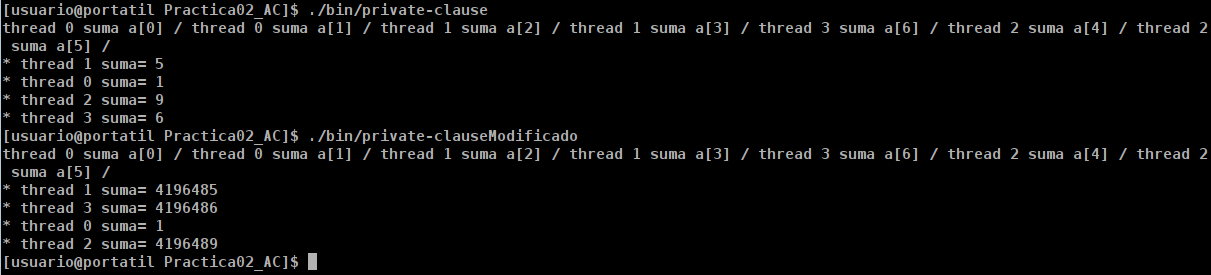 [usuario@portatil Practica02_AC]$ ./bin/private-clause
thread 0 suma a[0] / thread 0 suma a[1] / thread 1 suma a[2] / thread 1 suma a[3] / thread 3 suma a[6] / thread 2 suma a[4] / thread 2
 suma a[5] /
* thread 1 suma= 5
* thread 0 suma= 1
* thread 2 suma= 9
* thread 3 suma= 6
[usuario@portatil Practica02_AC]$ ./bin/private-clauseModificado
thread 0 suma a[0] / thread 0 suma a[1] / thread 1 suma a[2] / thread 1 suma a[3] / thread 3 suma a[6] / thread 2 suma a[4] / thread 2
 suma a[5] /
* thread 1 suma= 4196485
* thread 3 suma= 4196486
* thread 0 suma= 1
* thread 2 suma= 4196489
[usuario@portatil Practica02_AC]$